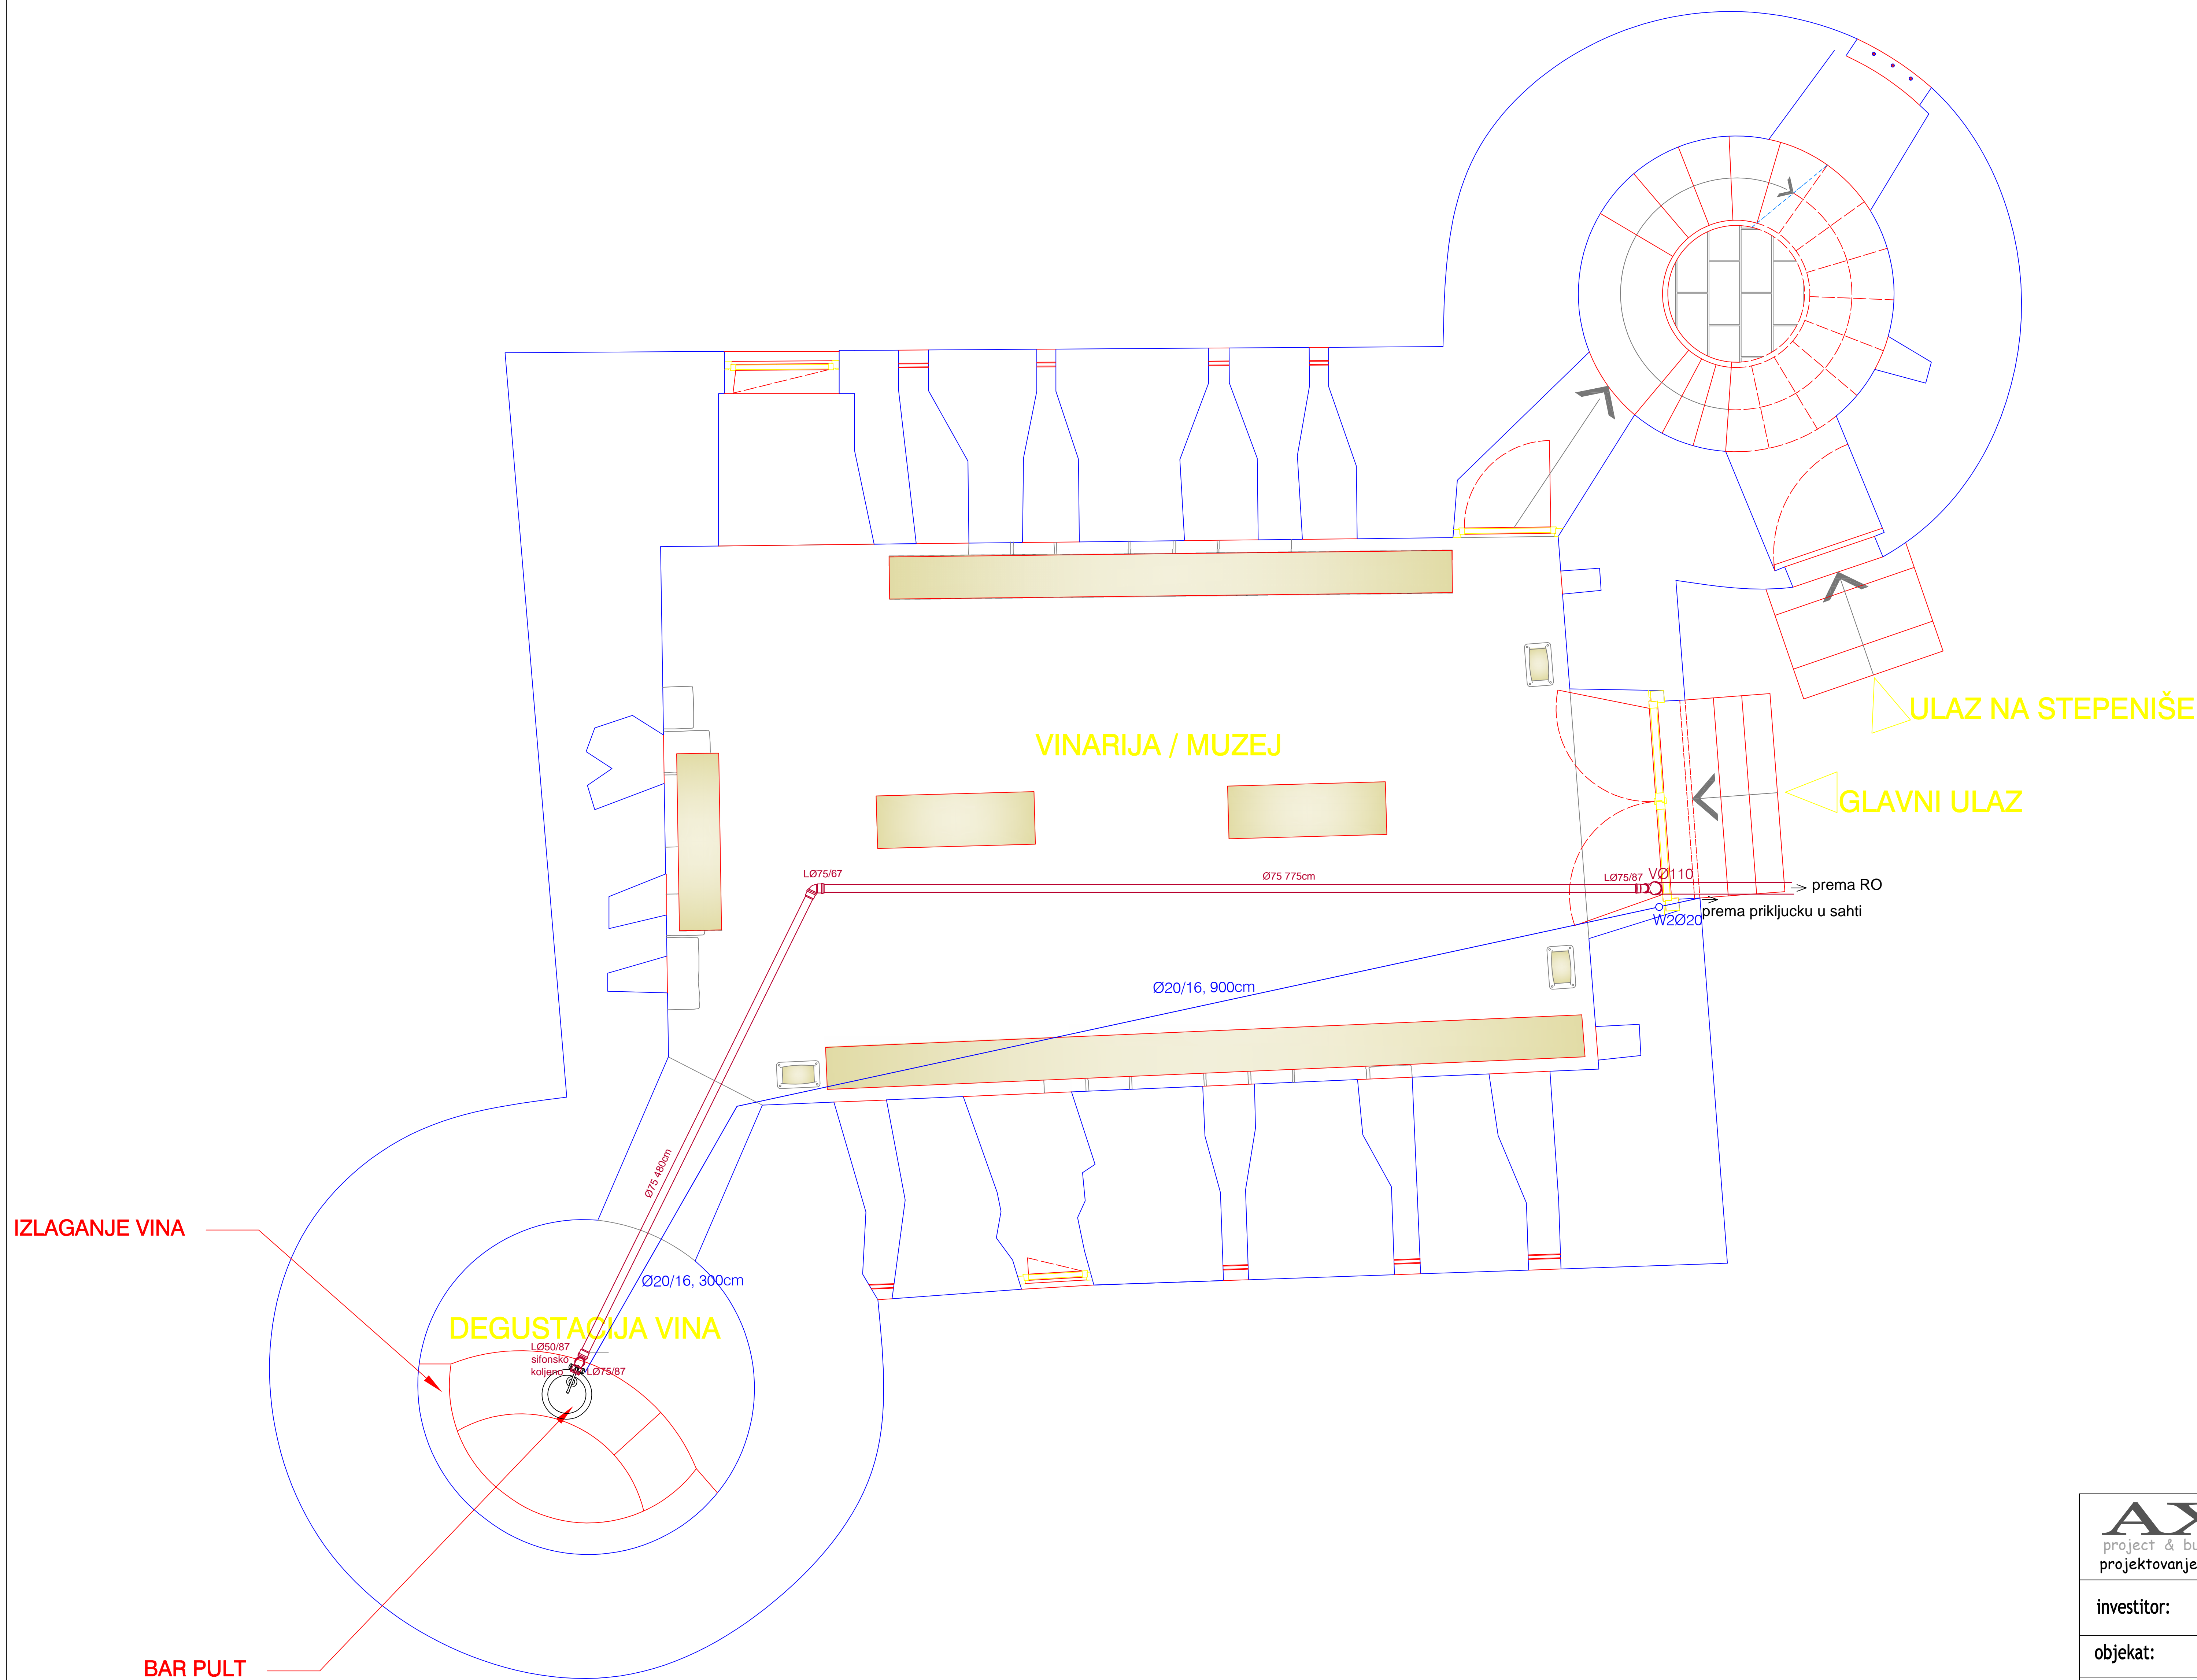 ULAZ NA STEPENIŠE
VINARIJA / MUZEJ
GLAVNI ULAZ
LØ75/67
Ø75 775cm
LØ75/87
VØ110
prema RO
prema prikljucku u sahti
W2Ø20
Ø20/16, 900cm
Ø75 480cm
IZLAGANJE VINA
Ø20/16, 300cm
DEGUSTACIJA VINA
LØ50/87
sifonsko
koljeno
LØ75/87
BAR PULT
AX
project & bu
projektovanje
investitor:
objekat: